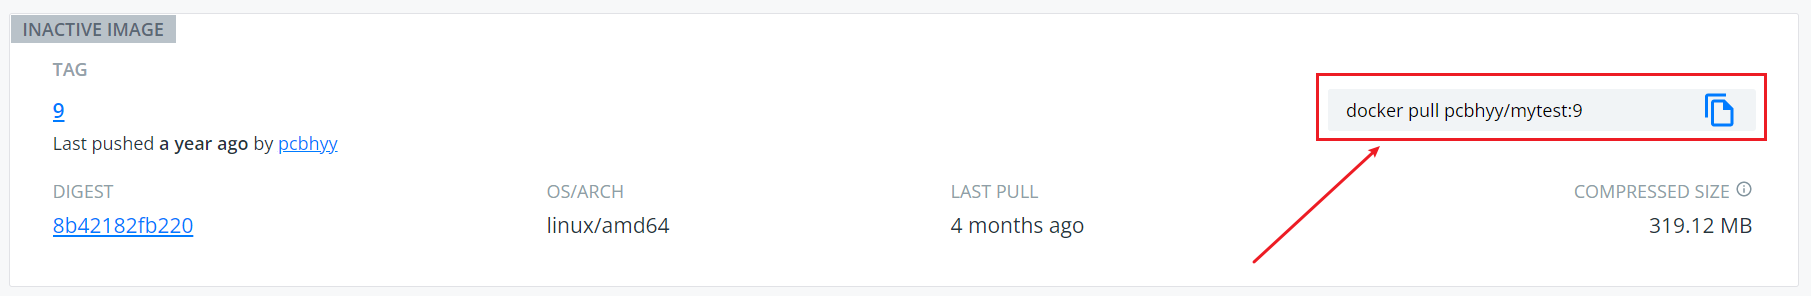 INACTIVE IMAGE
TAG
9
docker pull pcbhyy/mytest:9
Last pushed a year ago by pcbhyy
DIGEST OS/ARCH LAST PULL COMPRESSED SIZE
8b42182fb220 linux/amd64 4 months ago 319.12 MB